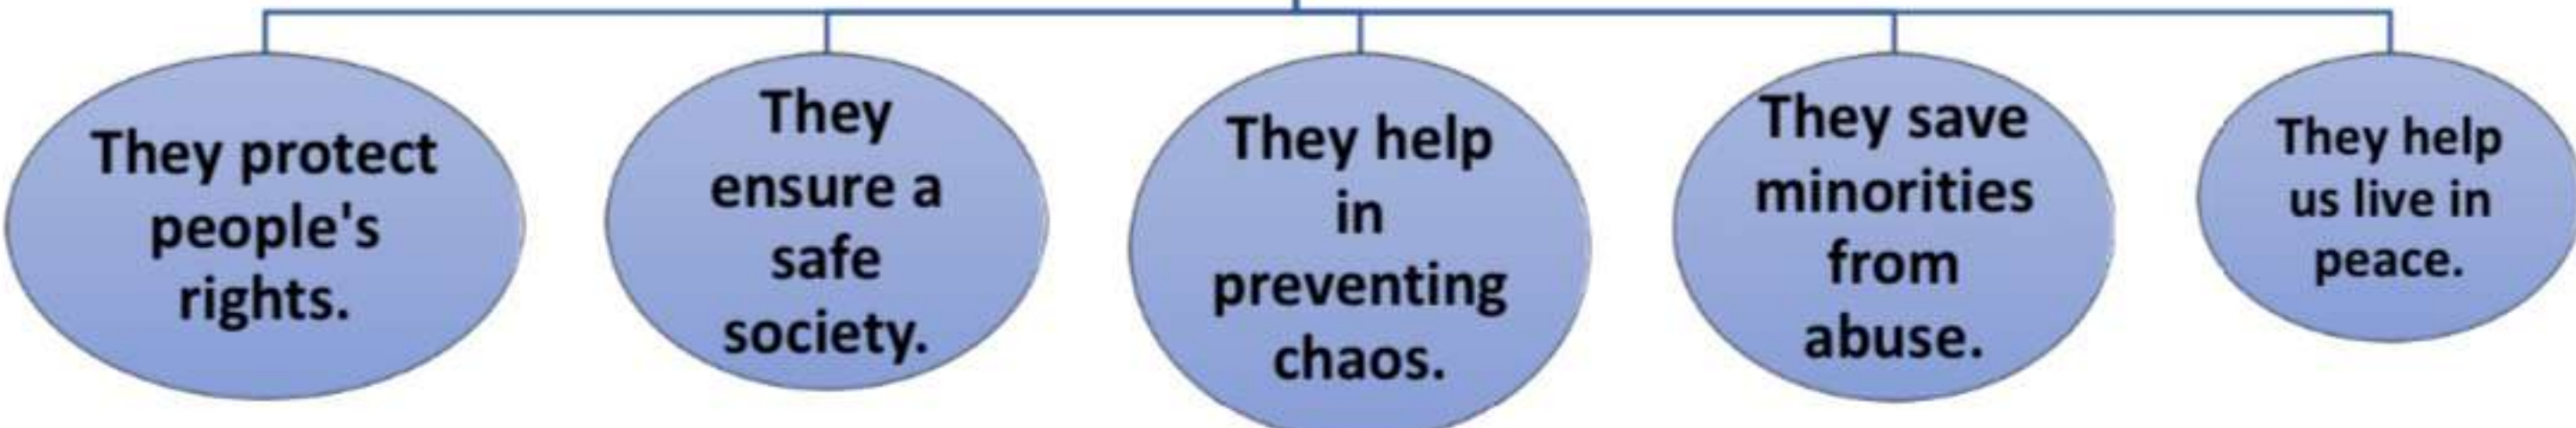 They protect
people's
rights.
They
ensure a
safe
society.
They help
in
preventing
chaos.
They save
minorities
from
abuse.
They help
us live in
peace.